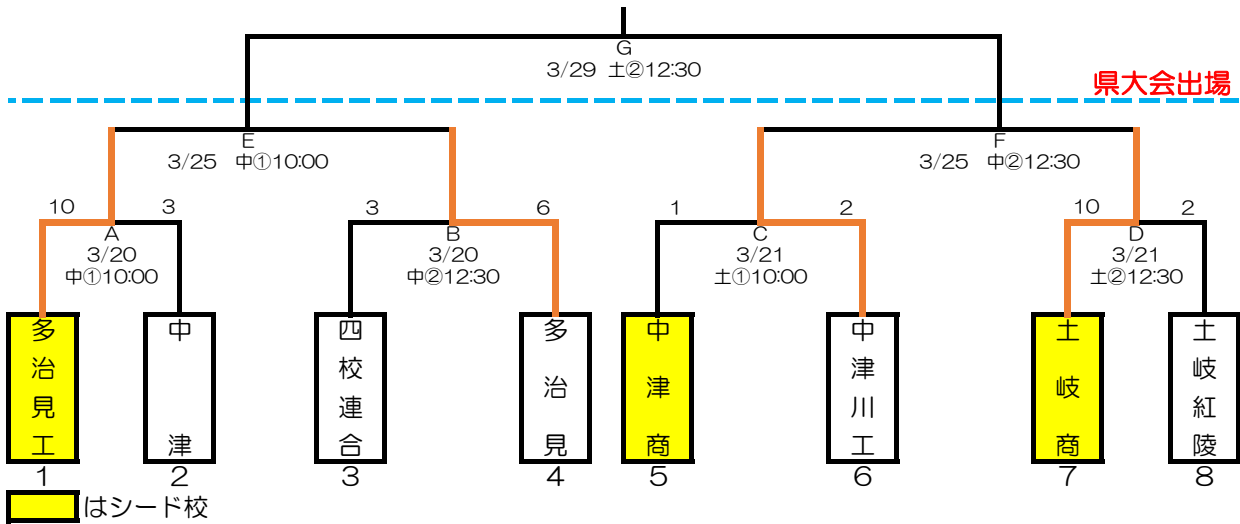 G
3/29 土②12:30
県大会出場
E
3/25 中①10:00
F
3/25 中②12:30
10 3
A
3/20
中①10:00
3 6
B
3/20
中②12:30
1 2
C
3/21
土①10:00
10 2
D
3/21
土②12:30
多治見工
中津
四校連合
多治見
中津商
中津川工
土岐商
土岐紅陵
1 2 3 4 5 6 7 8
はシード校